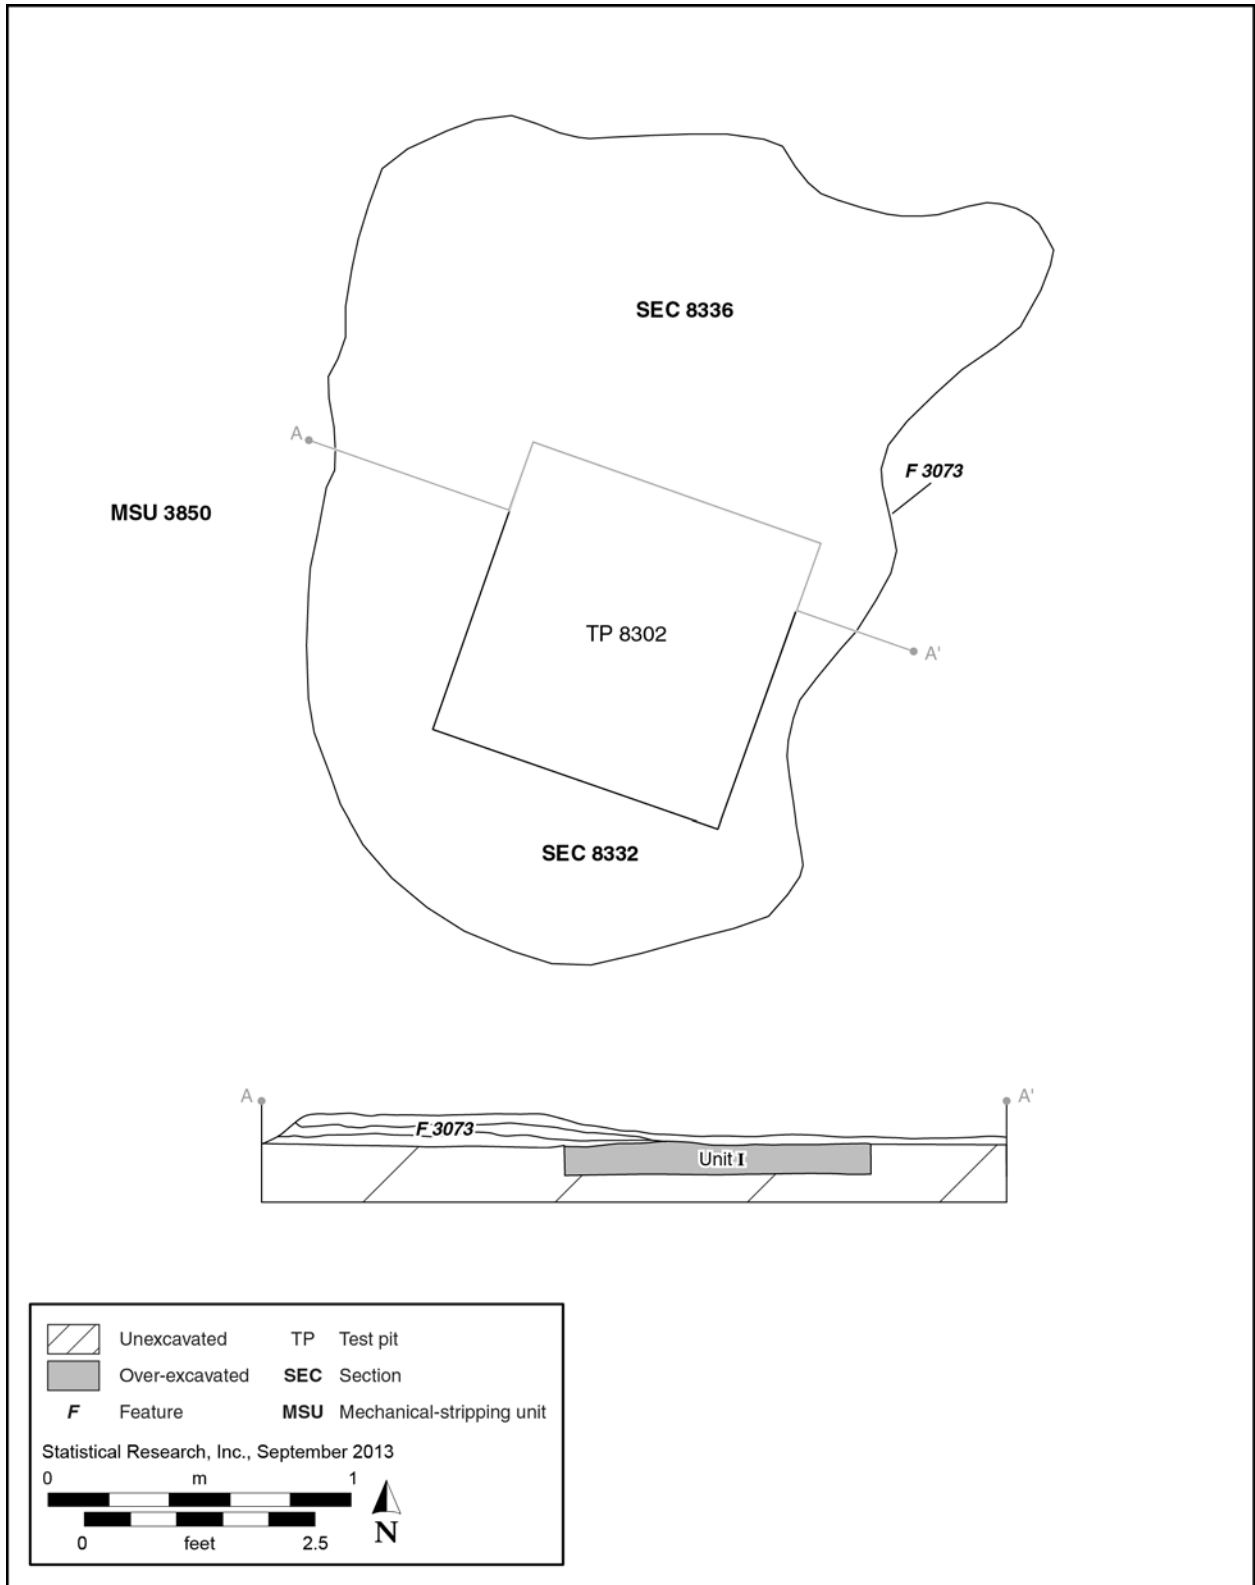 SEC 8336
A
F 3073
MSU 3850
TP 8302
A'
SEC 8332
A
A'
F 3073
Unit I
Unexcavated
TP Test pit
Over-excavated
SEC Section
F Feature
MSU Mechanical-stripping unit
Statistical Research, Inc., September 2013
0 m 1
0 feet 2.5
N